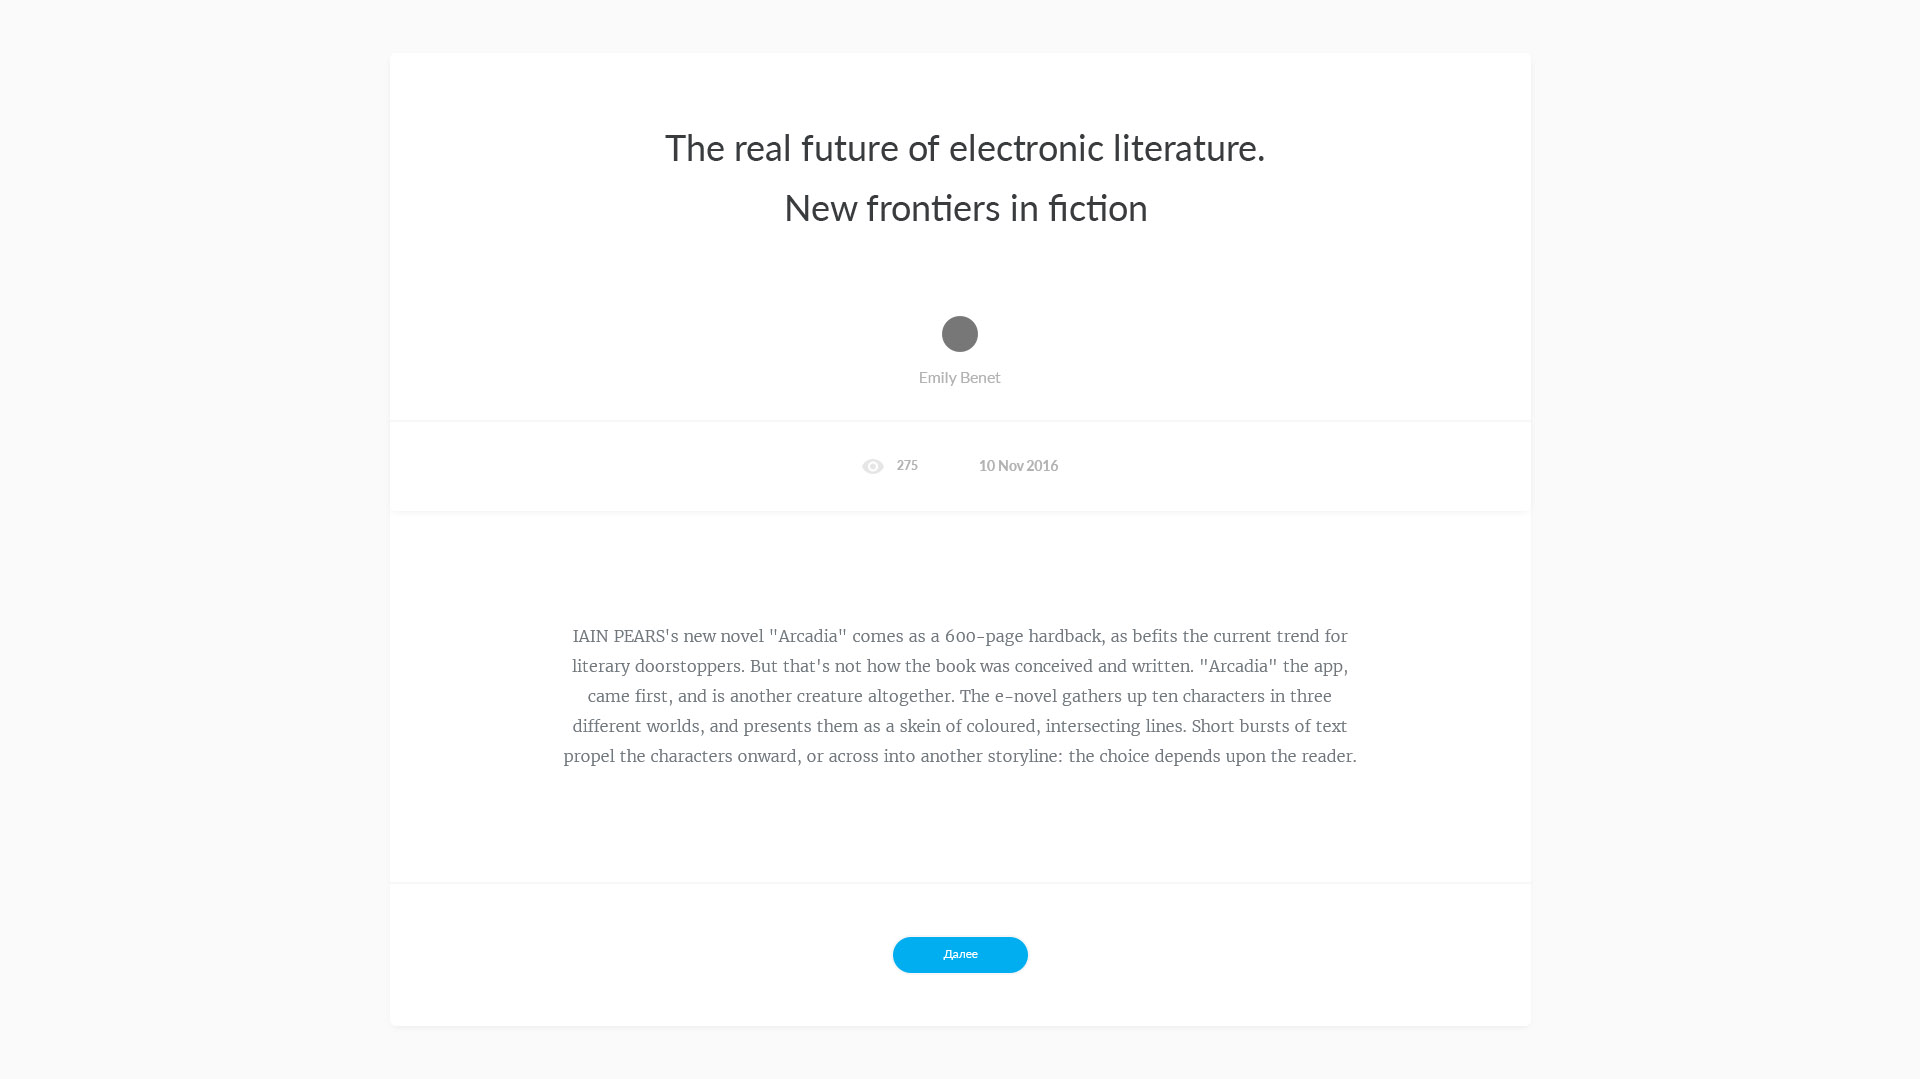 The real future of electronic literature.
New frontiers in fiction
Emily Benet
275
10 Nov 2016
IAIN PEARS's new novel "Arcadia" comes as a 600-page hardback, as befits the current trend for
literary doorstoppers. But that's not how the book was conceived and written. "Arcadia" the app,
came first, and is another creature altogether. The e-novel gathers up ten characters in three
different worlds, and presents them as a skein of coloured, intersecting lines. Short bursts of text
propel the characters onward, or across into another storyline: the choice depends upon the reader.
Далее